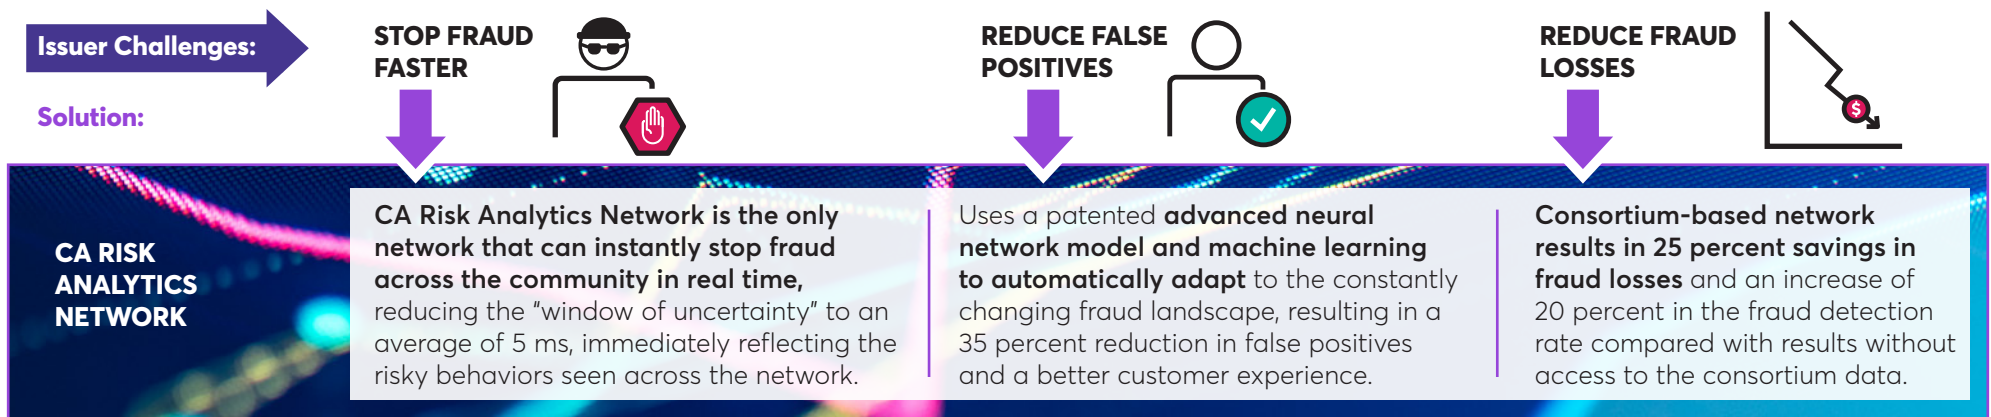 Issuer Challenges:
STOP FRAUD
FASTER
REDUCE FALSE
POSITIVES
REDUCE FRAUD
LOSSES
$
Solution:
CA RISK
ANALYTICS
NETWORK
CA Risk Analytics Network is the only
network that can instantly stop fraud
across the community in real time,
reducing the “window of uncertainty” to an
average of 5 ms, immediately reflecting the
risky behaviors seen across the network.
Uses a patented advanced neural
network model and machine learning
to automatically adapt to the constantly
changing fraud landscape, resulting in a
35 percent reduction in false positives
and a better customer experience.
Consortium-based network
results in 25 percent savings in
fraud losses and an increase of
20 percent in the fraud detection
rate compared with results without
access to the consortium data.